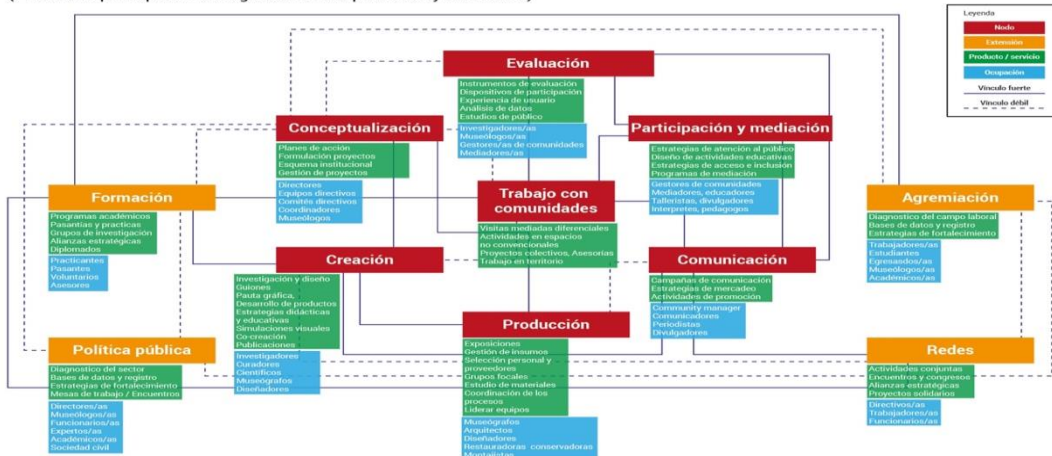 Leyenda
Nodo
Extensión
Producto / servicio
Ocupación
Vínculo fuerte
Vínculo débil
Evaluación
Instrumentos de evaluación
Dispositivos de participación
Experiencia de usuario
Análisis de datos
Estudios de público
Investigadores/as
Museólogos/as
Gestores/as de comunidades
Mediadores/as
Conceptualización
Planes de acción
Formulación proyectos
Esquema institucional
Gestión de proyectos
Directores
Equipos directivos
Comités directivos
Coordinadores
Museólogos
Participación y mediación
Estrategias de atención al público
Diseño de actividades educativas
Estrategias de acceso e inclusión
Programas de mediación
Gestores de comunidades
Mediadores, educadores
Talleristas, divulgadores
Interpretes, pedagogos
Formación
Programas académicos
Pasantías y practicas
Grupos de investigación
Alianzas estratégicas
Diplomados
Practicantes
Pasantes
Voluntarios
Asesores
Trabajo con
comunidades
Visitas mediadas diferenciales
Actividades en espacios
no convencionales
Proyectos colectivos, Asesorías
Trabajo en territorio
Agremiación
Diagnostico del campo laboral
Bases de datos y registro
Estrategias de fortalecimiento
Trabajadores/as
Estudiantes
Egresasdos/as
Museólogos/as
Académicos/as
Creación
Investigación y diseño
Guiones
Pauta gráfica,
Desarrollo de productos
Estrategias didácticas
y educativas
Simulaciones visuales
Co-creación
Publicaciones
Investigadores
Curadores
Científicos
Museógrafos
Diseñadores
Comunicación
Campañas de comunicación
Estrategias de mercadeo
Actividades de promoción
Community manager
Comunicadores
Periodistas
Divulgadores
Producción
Exposiciones
Gestión de insumos
Selección personal y
proveedores
Grupos focales
Estudio de materiales
Coordinación de los
procesos
Liderar equipos
Museógrafos
Arquitectos
Diseñadores
Restauradoras conservadoras
Montajistas
Política pública
Diagnostico del sector
Bases de datos y registro
Estrategias de fortalecimiento
Mesas de trabajo / Encuentros
Directores/as
Museólogos/as
Funcionarios/as
Expertos/as
Académicos/as
Sociedad civil
Redes
Actividades conjuntas
Encuentros y congresos
Alianzas estratégicas
Proyectos solidarios
Directivos/as
Trabajadores/as
Funcionarios/as